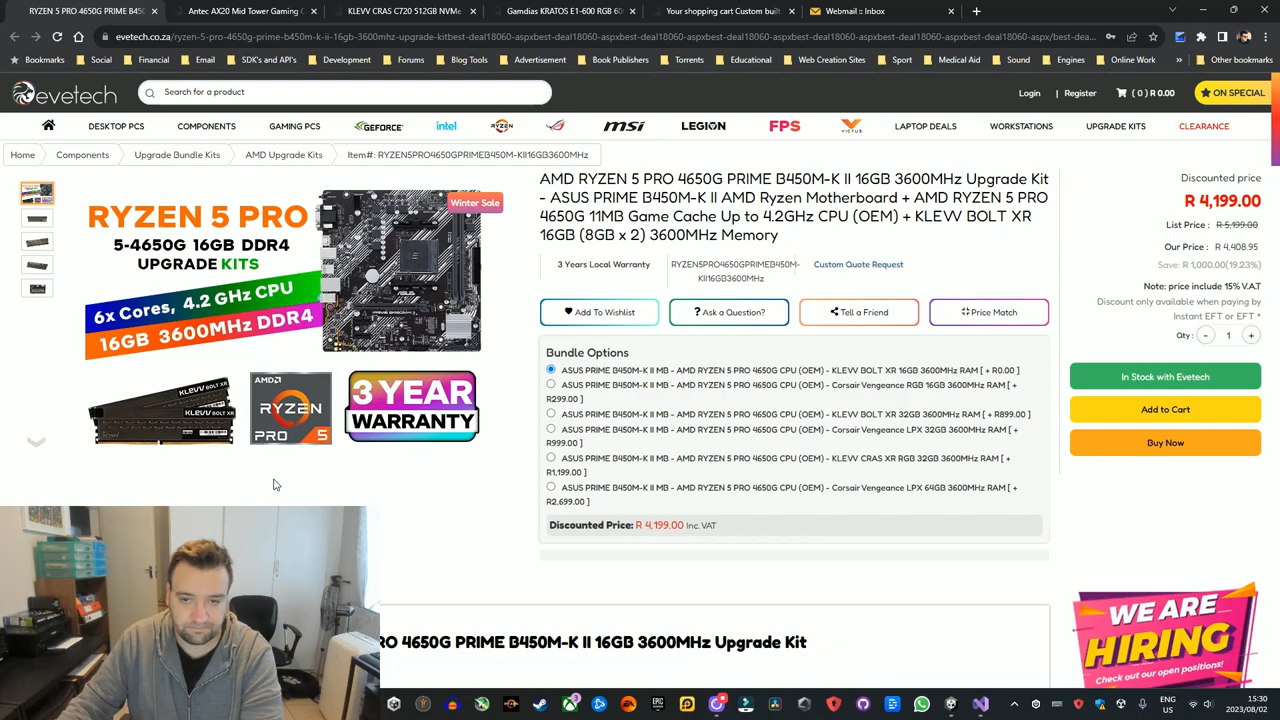 RYZEN 5 PRO 4650G PRIME B45
Antec AX20 Mid Tower Gaming C
KLEVV CRAS C720 512GB NVMe
Gamdias KRATOS E1-600 RGB 60
Your shopping cart Custom built
Webmail :: Inbox
evetech.co.za/ryzen-5-pro-4650g-prime-b450m-k-ii-16gb-3600mhz-upgrade-kitbest-deal18060-aspxbest-deal18060-aspxbest-deal18060-aspxbest-deal18060-aspxbest-deal18060-aspxbest-deal18060-aspx/best-dea...
Bookmarks Social Financial Email SDK's and API's Development Forums Blog Tools Advertisement Book Publishers Torrents Educational Web Creation Sites Sport Medical Aid Sound Engines Online Work Other bookmarks
evetech
Search for a product
Login | Register ( 0 ) R 0.00
ON SPECIAL
DESKTOP PCS COMPONENTS GAMING PCS GEFORCE intel RYZEN msi LEGION FPS VICTUS LAPTOP DEALS WORKSTATIONS UPGRADE KITS CLEARANCE
Home Components Upgrade Bundle Kits AMD Upgrade Kits Item#: RYZEN5PRO4650GPRIMEB450M-KII16GB3600MHz
Winter Sale
RYZEN 5 PRO
5-4650G 16GB DDR4
UPGRADE KITS
6x Cores, 4.2 GHz CPU
16GB 3600MHz DDR4
KLEVV BOLT XR
KLEVV BOLT XR
AMD
RYZEN
PRO 5
3 YEAR
WARRANTY
AMD RYZEN 5 PRO 4650G PRIME B450M-K II 16GB 3600MHz Upgrade Kit
- ASUS PRIME B450M-K II AMD Ryzen Motherboard + AMD RYZEN 5 PRO
4650G 11MB Game Cache Up to 4.2GHz CPU (OEM) + KLEVV BOLT XR
16GB (8GB x 2) 3600MHz Memory
3 Years Local Warranty
RYZEN5PRO4650GPRIMEB450M-
KII16GB3600MHz
Custom Quote Request
Add To Wishlist
? Ask a Question?
Tell a Friend
Price Match
Bundle Options
ASUS PRIME B450M-K II MB - AMD RYZEN 5 PRO 4650G CPU (OEM) - KLEVV BOLT XR 16GB 3600MHz RAM [ + R0.00 ]
ASUS PRIME B450M-K II MB - AMD RYZEN 5 PRO 4650G CPU (OEM) - Corsair Vengeance RGB 16GB 3600MHz RAM [ +
R299.00 ]
ASUS PRIME B450M-K II MB - AMD RYZEN 5 PRO 4650G CPU (OEM) - KLEVV BOLT XR 32GB 3600MHz RAM [ + R899.00 ]
ASUS PRIME B450M-K II MB - AMD RYZEN 5 PRO 4650G CPU (OEM) - Corsair Vengeance LPX 32GB 3600MHz RAM [ +
R999.00 ]
ASUS PRIME B450M-K II MB - AMD RYZEN 5 PRO 4650G CPU (OEM) - KLEVV CRAS XR RGB 32GB 3600MHz RAM [ +
R1,199.00 ]
ASUS PRIME B450M-K II MB - AMD RYZEN 5 PRO 4650G CPU (OEM) - Corsair Vengeance LPX 64GB 3600MHz RAM [ +
R2,699.00 ]
Discounted Price: R 4,199.00 Inc. VAT
Discounted price
R 4,199.00
List Price : R 5,199.00
Our Price : R 4,408.95
Save: R 1,000.00(19.23%)
Note: price include 15% V.A.T
Discount only available when paying by
Instant EFT or EFT *
Qty : - 1 +
In Stock with Evetech
Add to Cart
Buy Now
RO 4650G PRIME B450M-K II 16GB 3600MHz Upgrade Kit
WE ARE
HIRING
Check out our open positions!
EPIC
3
ENG
US
15:30
2023/08/02